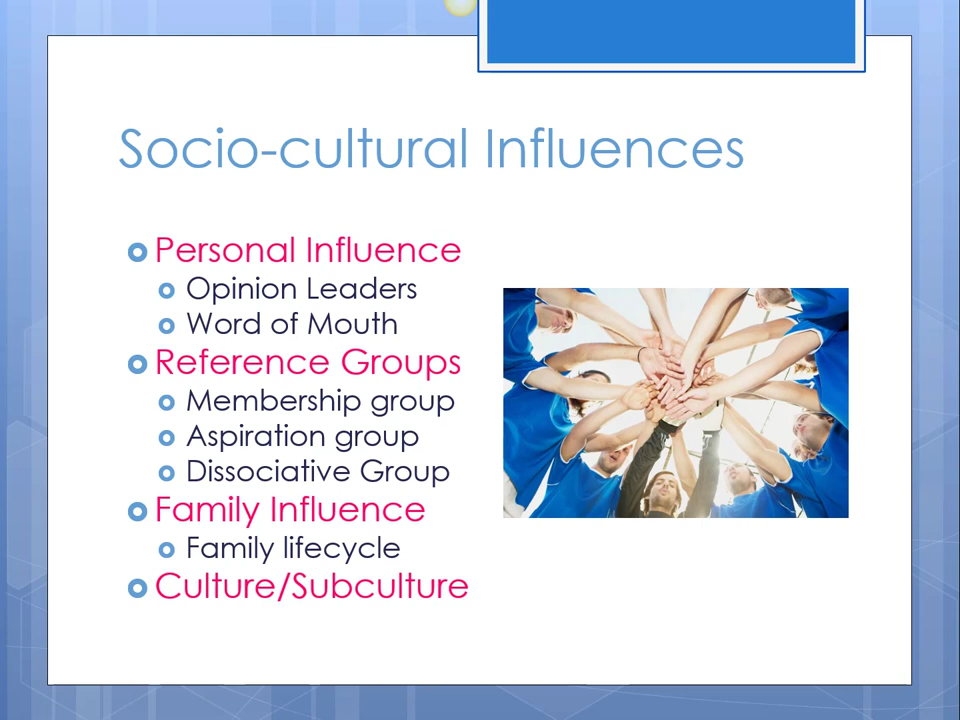 Socio-cultural Influences
Personal Influence
Opinion Leaders
Word of Mouth
Reference Groups
Membership group
Aspiration group
Dissociative Group
Family Influence
Family lifecycle
Culture/Subculture